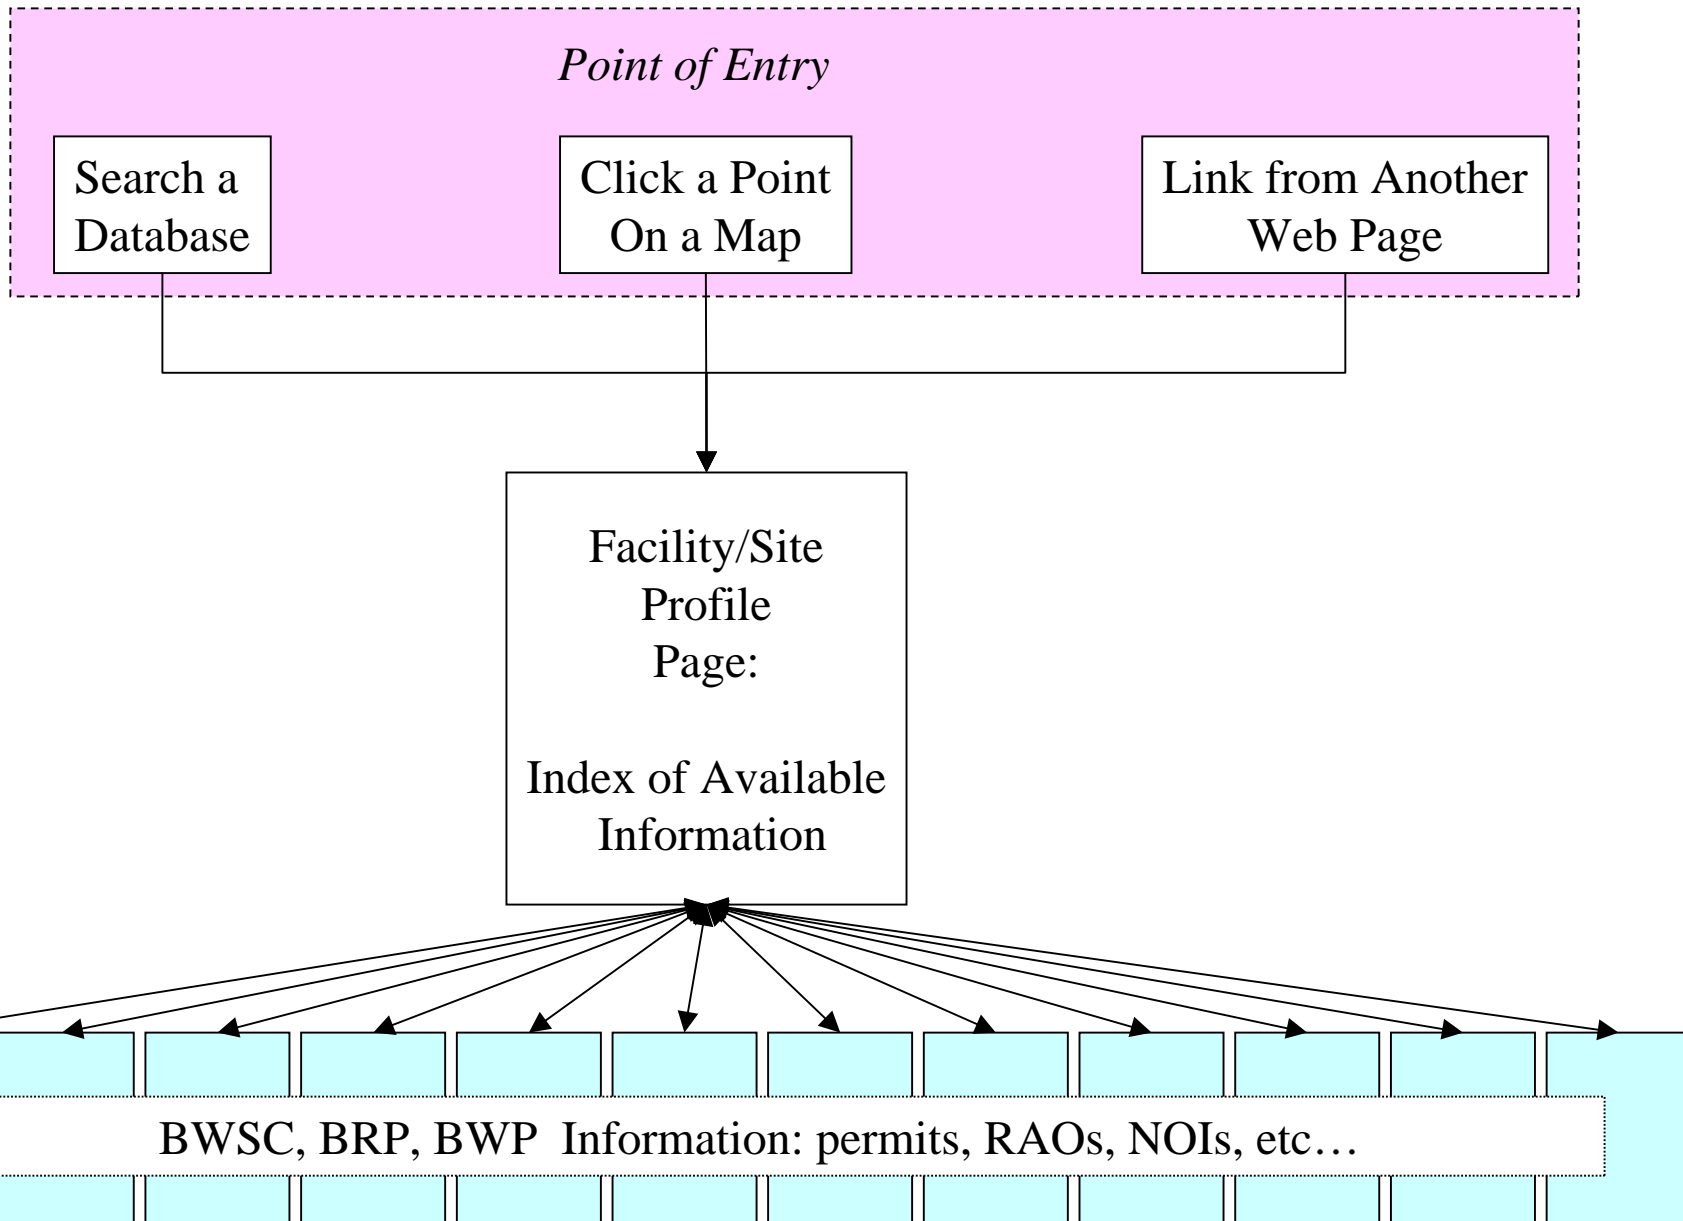 Point of Entry
Search a
Database
Click a Point
On a Map
Link from Another
Web Page
Facility/Site
Profile
Page:
Index of Available
Information
BWSC, BRP, BWP  Information: permits, RAOs, NOIs, etc…